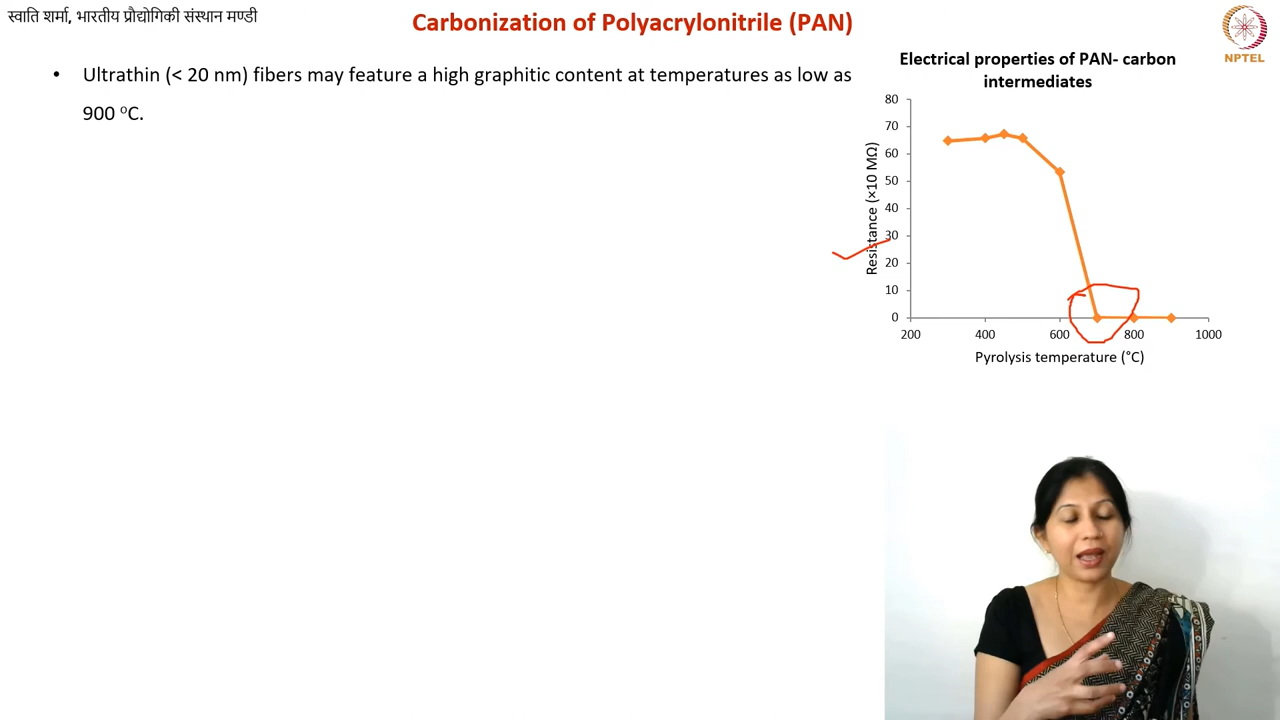 स्वाति शर्मा, भारतीय प्रौद्योगिकी संस्थान मण्डी
Carbonization of Polyacrylonitrile (PAN)
NPTEL
• Ultrathin (< 20 nm) fibers may feature a high graphitic content at temperatures as low as
900 °C.
Electrical properties of PAN- carbon
intermediates
Resistance (×10 MΩ)
80
70
60
50
40
30
20
10
0
200 400 600 800 1000
Pyrolysis temperature (°C)